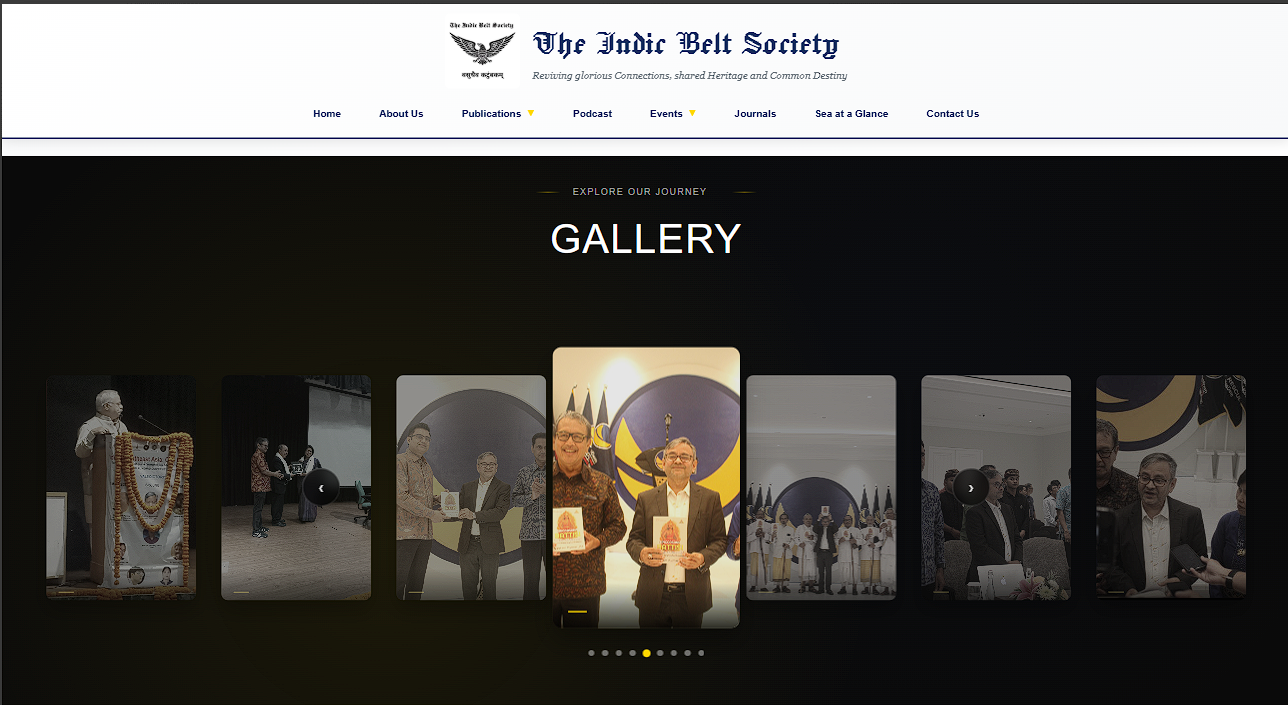 The Indic Belt Society
वसुधैव कटुंबकम्
The Indic Belt Society
Reviving glorious Connections, shared Heritage and Common Destiny
Home About Us Publications ▼ Podcast Events ▼ Journals Sea at a Glance Contact Us
EXPLORE OUR JOURNEY
GALLERY
‹
›